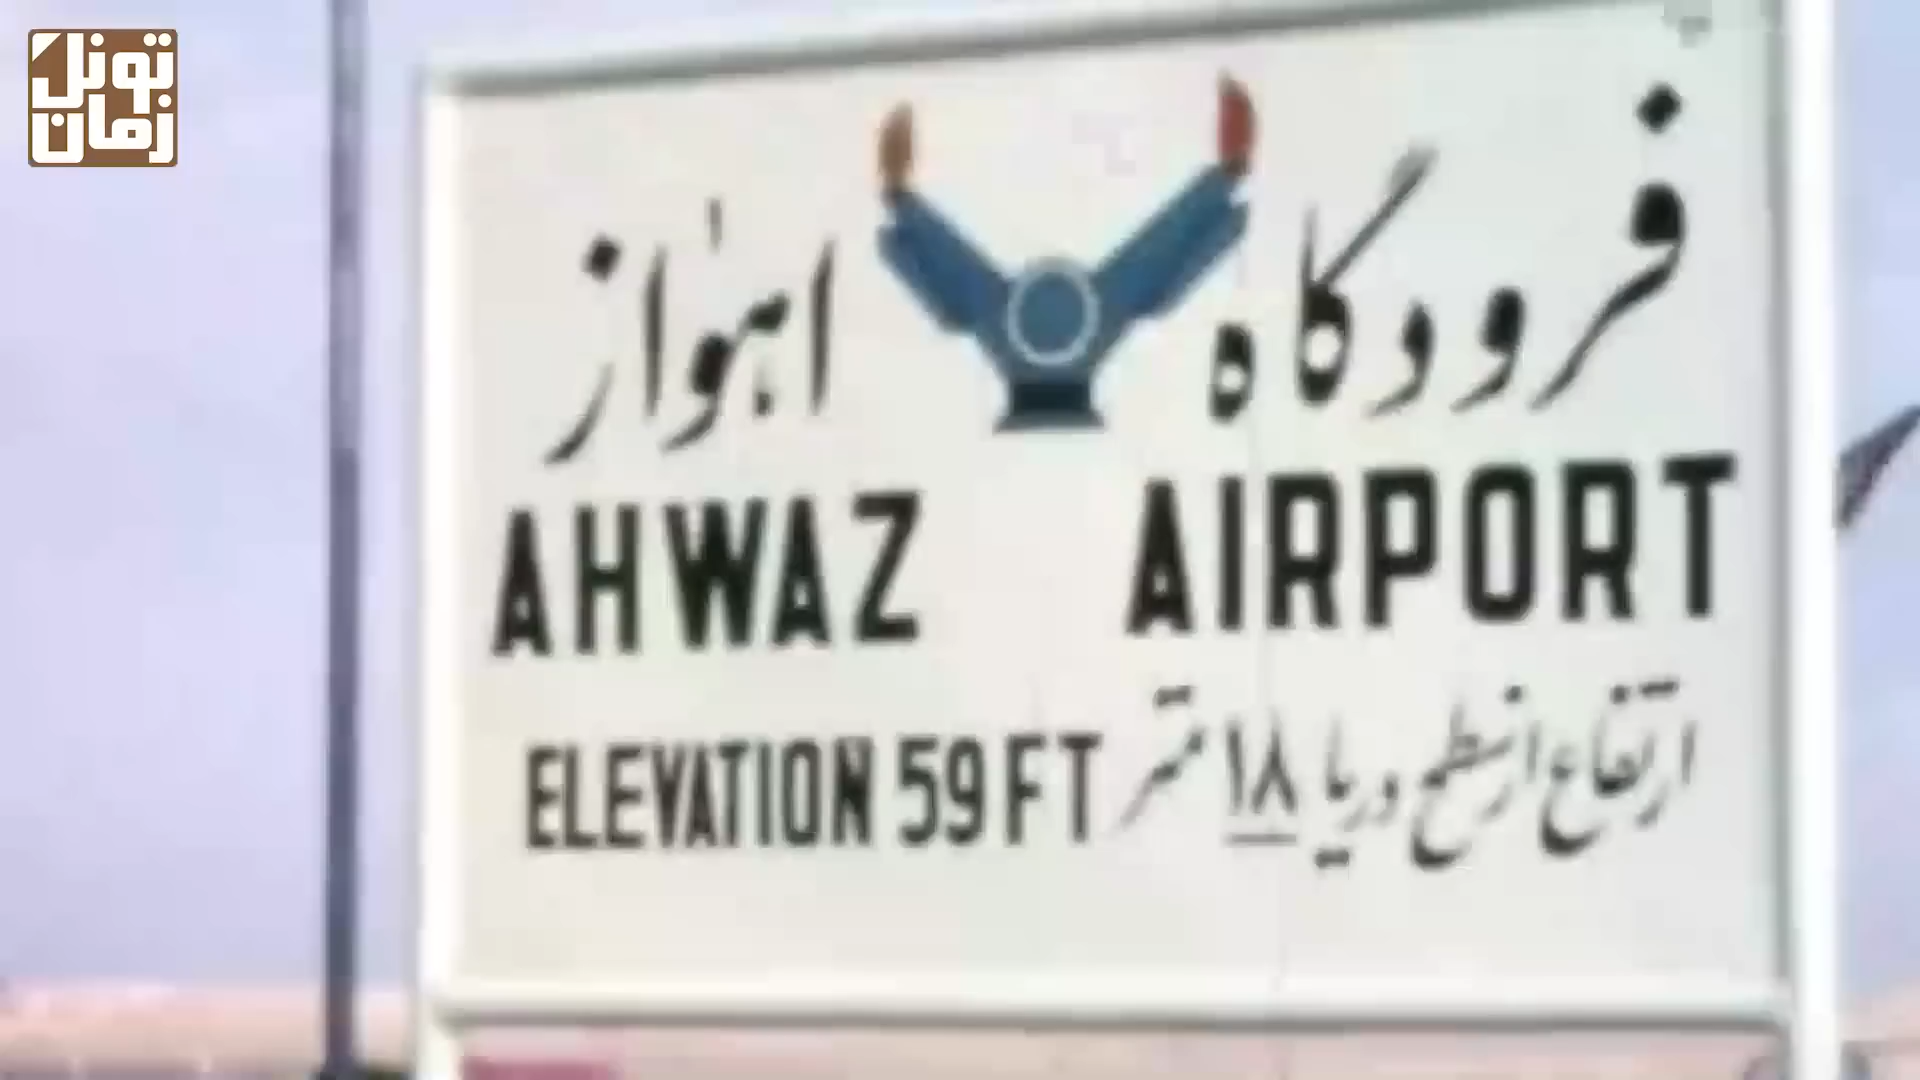 تونل
زمان
فرودگاه اهواز
AHWAZ AIRPORT
ELEVATION 59 FT ارتفاع از سطح دریا ۱۸ متر